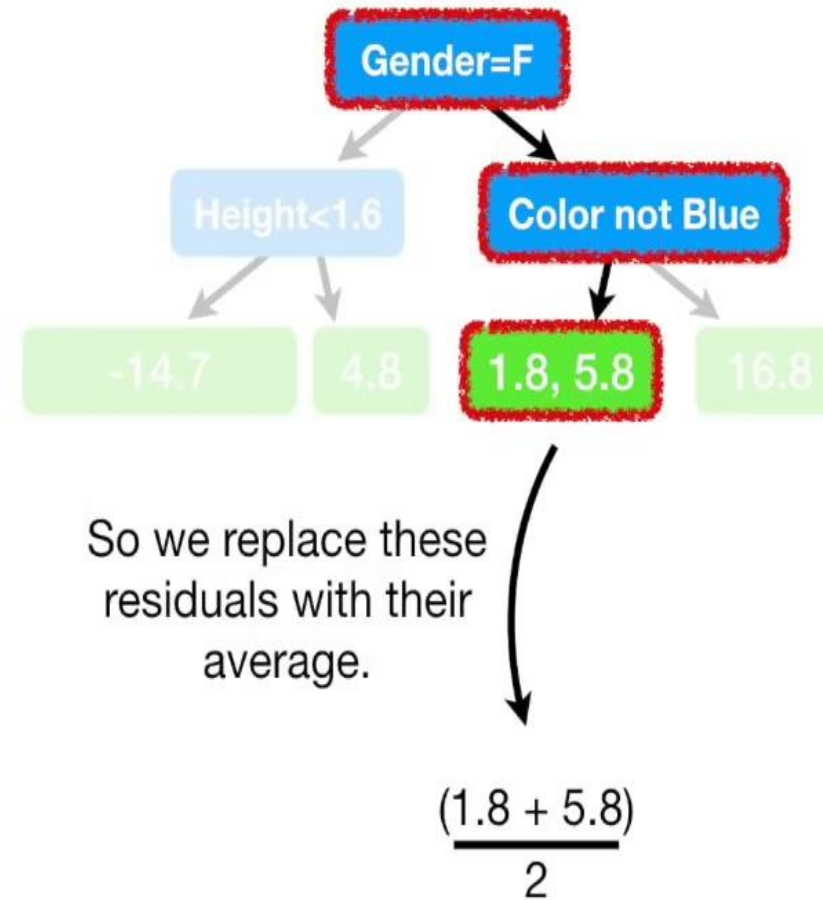 Gender=F
Height<1.6
Color not Blue
-14.7
4.8
1.8, 5.8
16.8
So we replace these
residuals with their
average.
(1.8 + 5.8)
2